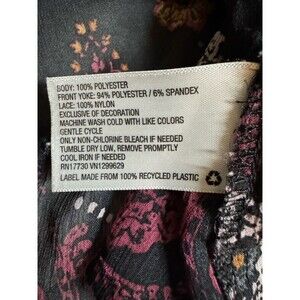 BODY: 100% POLYESTER
FRONT YOKE: 94% POLYESTER / 6% SPANDEX
LACE: 100% NYLON
EXCLUSIVE OF DECORATION
MACHINE WASH COLD WITH LIKE COLORS
GENTLE CYCLE
ONLY NON-CHLORINE BLEACH IF NEEDED
TUMBLE DRY LOW, REMOVE PROMPTLY
COOL IRON IF NEEDED
RN17730 VN1299629
LABEL MADE FROM 100% RECYCLED PLASTIC